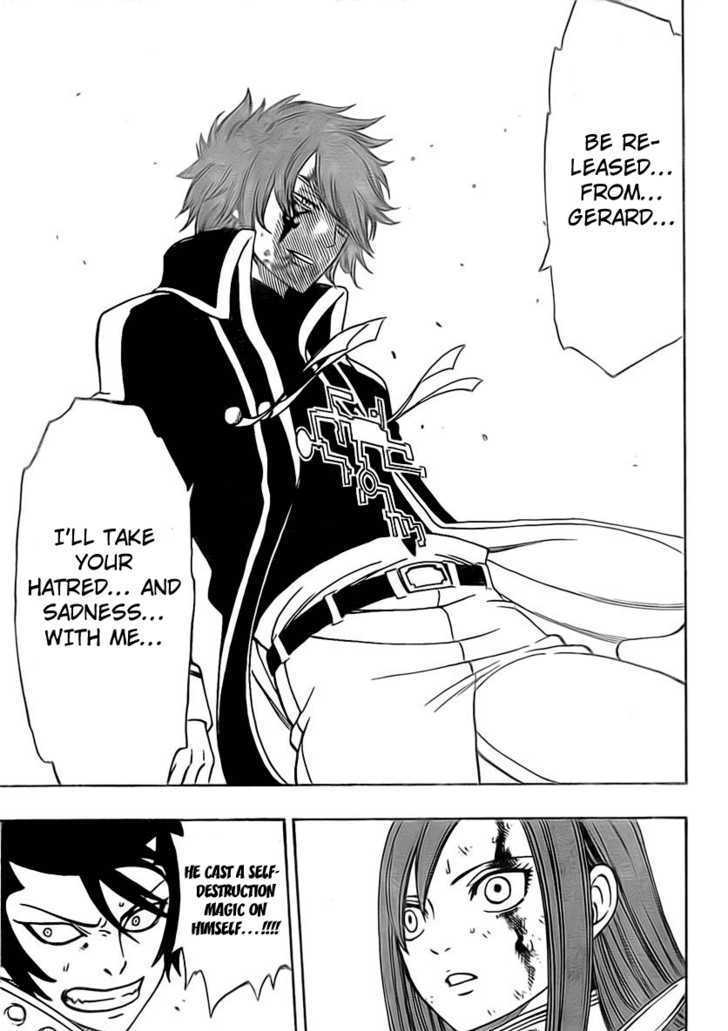 BE RE-
LEASED...
FROM...
GERARD...
I'LL TAKE
YOUR
HATRED... AND
SADNESS...
WITH ME...
HE CAST A SELF-
DESTRUCTION
MAGIC ON
HIMSELF...!!!!